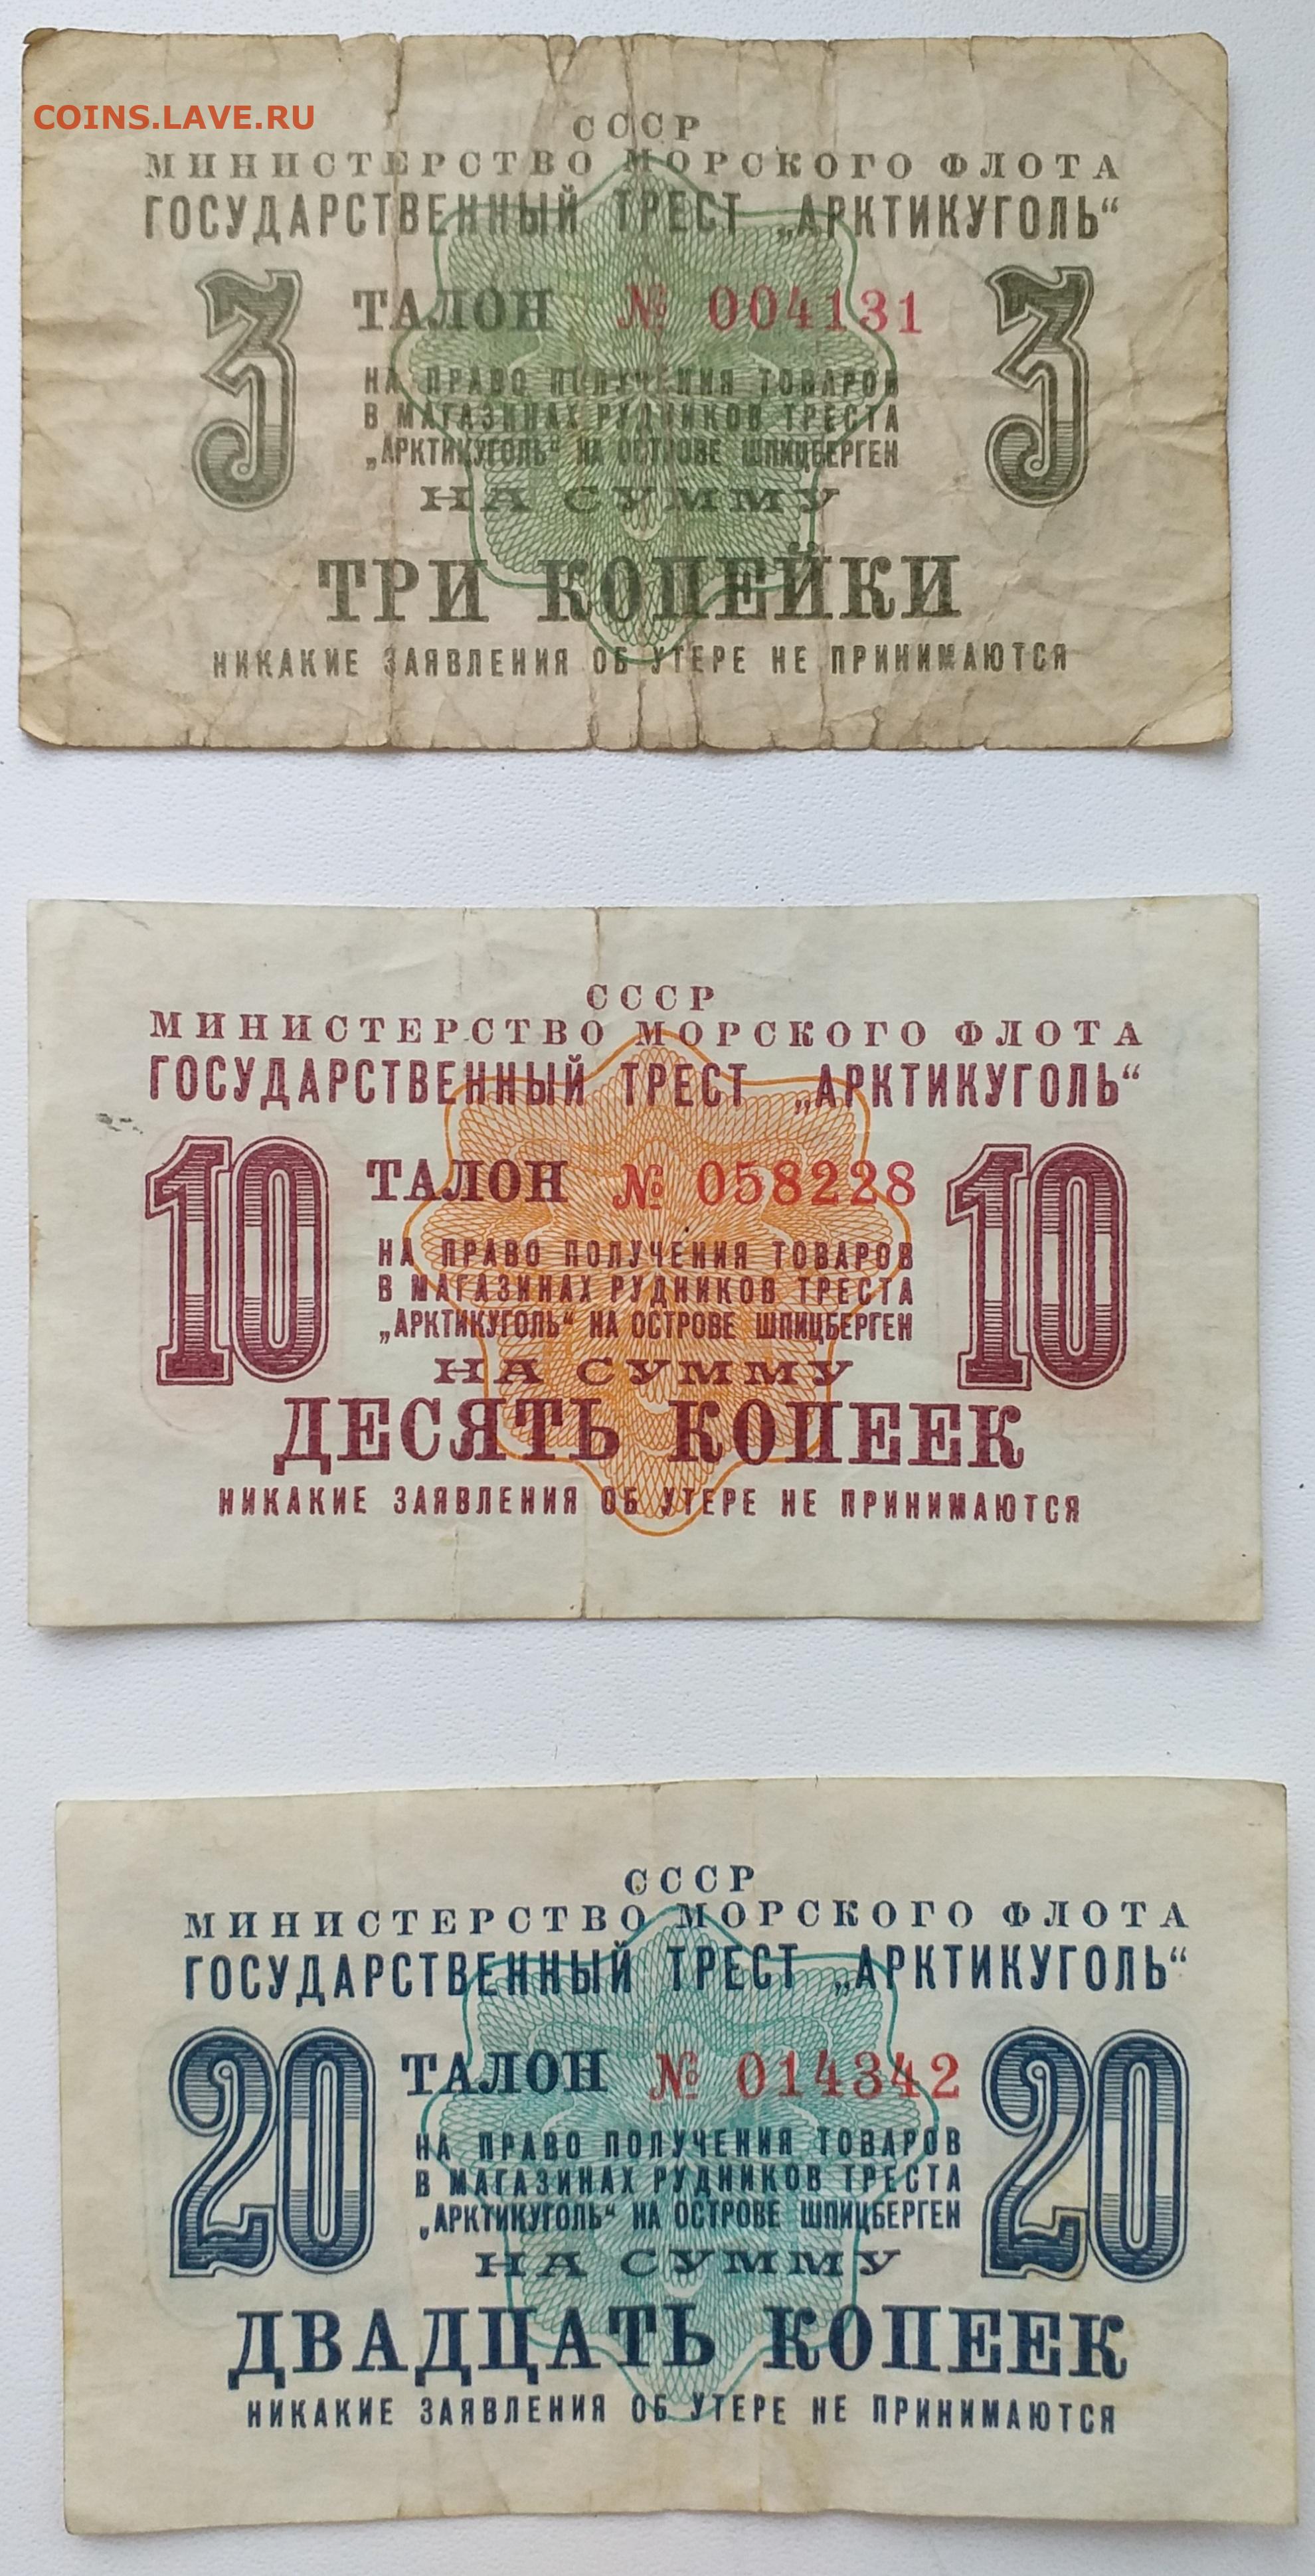 COINS.LAVE.RU
СССР
МИНИСТЕРСТВО МОРСКОГО ФЛОТА
ГОСУДАРСТВЕННЫЙ ТРЕСТ „АРКТИКУГОЛЬ“
3 ТАЛОН № 004131 3
НА ПРАВО ПОЛУЧЕНИЯ ТОВАРОВ
В МАГАЗИНАХ РУДНИКОВ ТРЕСТА
„АРКТИКУГОЛЬ“ НА ОСТРОВЕ ШПИЦБЕРГЕН
НА СУММУ
ТРИ КОПЕЙКИ
НИКАКИЕ ЗАЯВЛЕНИЯ ОБ УТЕРЕ НЕ ПРИНИМАЮТСЯ
СССР
МИНИСТЕРСТВО МОРСКОГО ФЛОТА
ГОСУДАРСТВЕННЫЙ ТРЕСТ „АРКТИКУГОЛЬ“
10 ТАЛОН № 058228 10
НА ПРАВО ПОЛУЧЕНИЯ ТОВАРОВ
В МАГАЗИНАХ РУДНИКОВ ТРЕСТА
„АРКТИКУГОЛЬ“ НА ОСТРОВЕ ШПИЦБЕРГЕН
НА СУММУ
ДЕСЯТЬ КОПЕЕК
НИКАКИЕ ЗАЯВЛЕНИЯ ОБ УТЕРЕ НЕ ПРИНИМАЮТСЯ
СССР
МИНИСТЕРСТВО МОРСКОГО ФЛОТА
ГОСУДАРСТВЕННЫЙ ТРЕСТ „АРКТИКУГОЛЬ“
20 ТАЛОН № 014342 20
НА ПРАВО ПОЛУЧЕНИЯ ТОВАРОВ
В МАГАЗИНАХ РУДНИКОВ ТРЕСТА
„АРКТИКУГОЛЬ“ НА ОСТРОВЕ ШПИЦБЕРГЕН
НА СУММУ
ДВАДЦАТЬ КОПЕЕК
НИКАКИЕ ЗАЯВЛЕНИЯ ОБ УТЕРЕ НЕ ПРИНИМАЮТСЯ